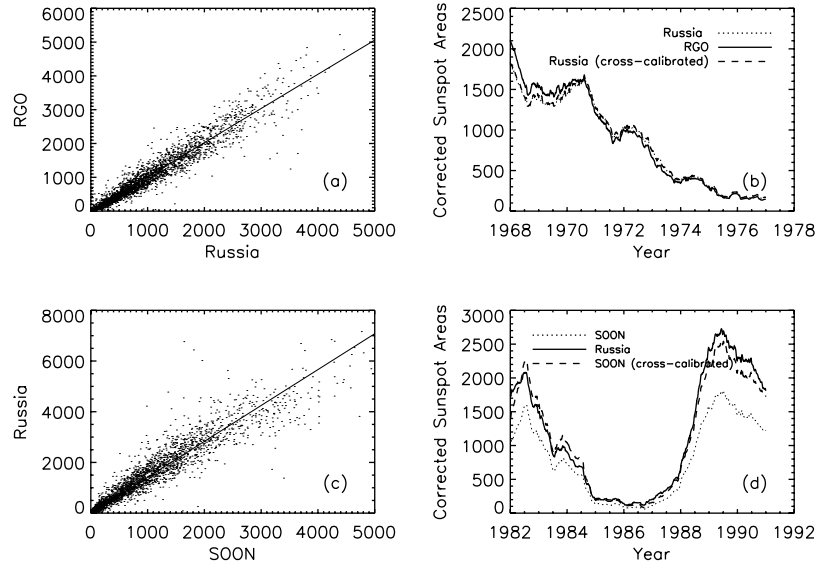 6000
5000
4000
3000
2000
1000
0
RGO
(a)
0 1000 2000 3000 4000 5000
Russia
2500
2000
1500
1000
500
0
Corrected Sunspot Areas
Russia
RGO
Russia (cross-calibrated)
(b)
1968 1970 1972 1974 1976 1978
Year
8000
6000
4000
2000
0
Russia
(c)
0 1000 2000 3000 4000 5000
SOON
3000
2500
2000
1500
1000
500
0
Corrected Sunspot Areas
SOON
Russia
SOON (cross-calibrated)
(d)
1982 1984 1986 1988 1990 1992
Year